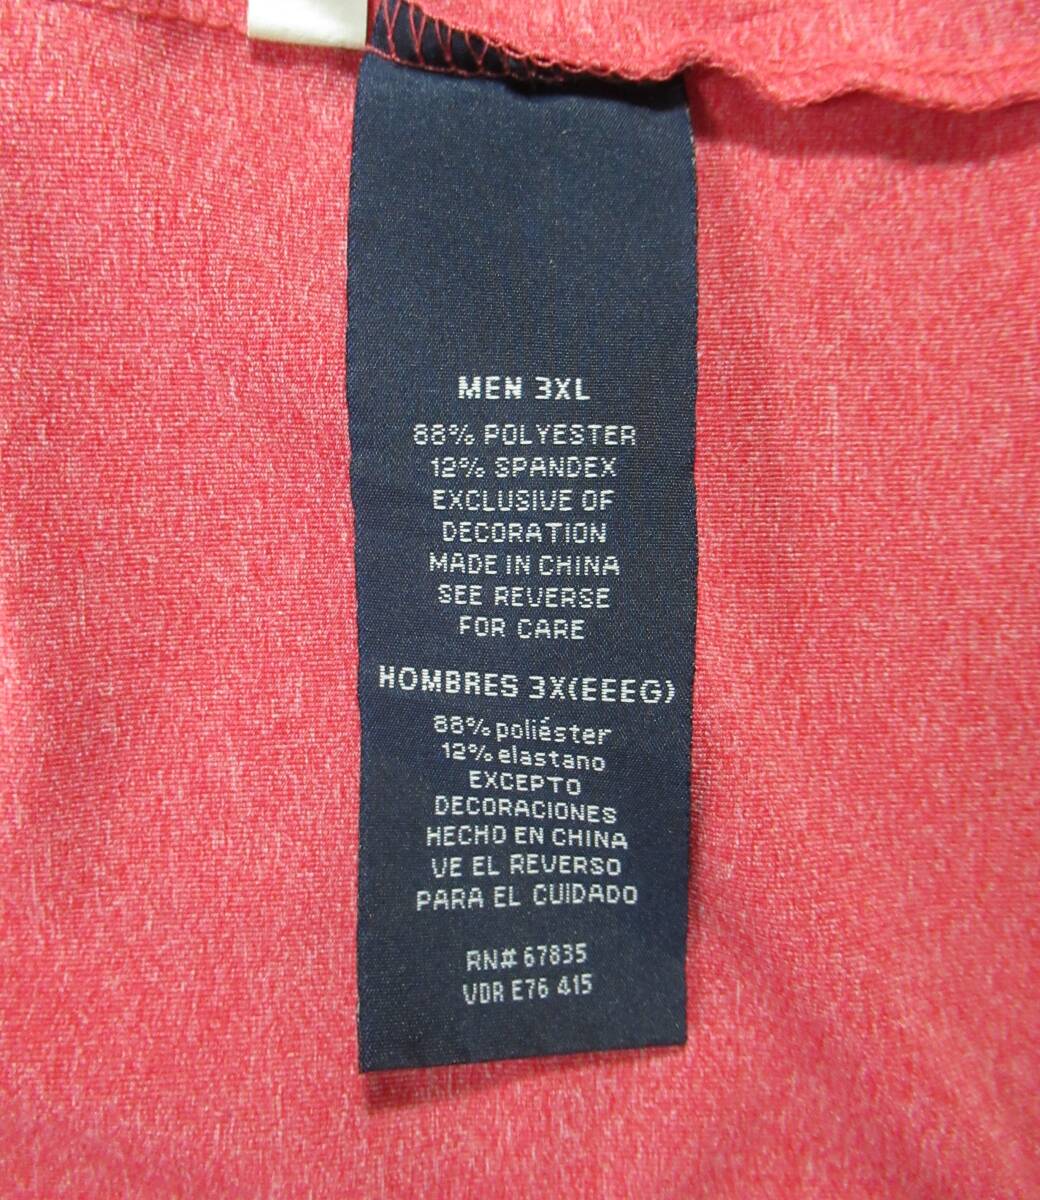 MEN 3XL
88% POLYESTER
12% SPANDEX
EXCLUSIVE OF
DECORATION
MADE IN CHINA
SEE REVERSE
FOR CARE
HOMBRES 3X(EEEG)
88% poliéster
12% elastano
EXCEPTO
DECORACIONES
HECHO EN CHINA
VE EL REVERSO
PARA EL CUIDADO
RN# 67835
VDR E76 415